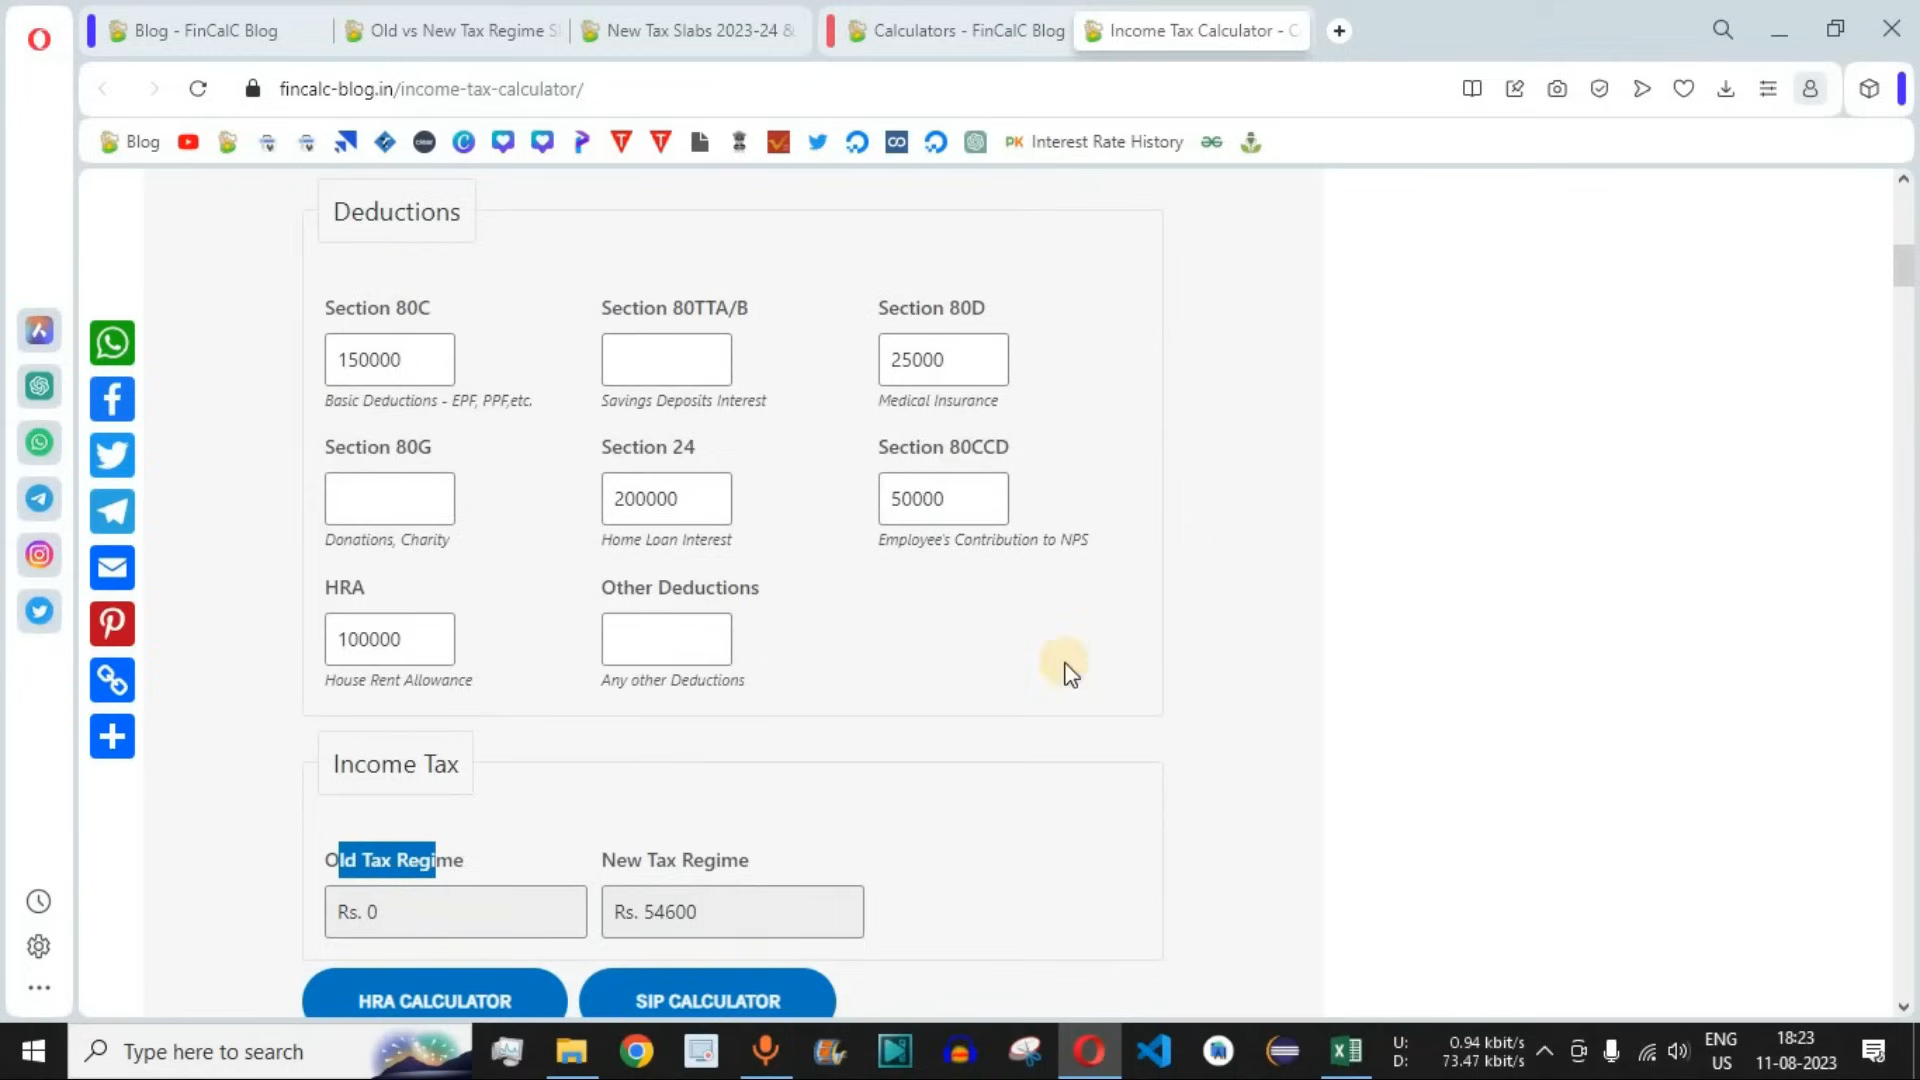 Blog - FinCalC Blog
Old vs New Tax Regime S
New Tax Slabs 2023-24 &
Calculators - FinCalC Blog
Income Tax Calculator - C
fincalc-blog.in/income-tax-calculator/
Blog
PK Interest Rate History
Deductions
Section 80C
Section 80TTA/B
Section 80D
150000
25000
Basic Deductions - EPF, PPF,etc.
Savings Deposits Interest
Medical Insurance
Section 80G
Section 24
Section 80CCD
200000
50000
Donations, Charity
Home Loan Interest
Employee's Contribution to NPS
HRA
Other Deductions
100000
House Rent Allowance
Any other Deductions
Income Tax
Old Tax Regime
New Tax Regime
Rs. 0
Rs. 54600
HRA CALCULATOR
SIP CALCULATOR
Type here to search
U: 0.94 kbit/s
D: 73.47 kbit/s
ENG
US
18:23
11-08-2023